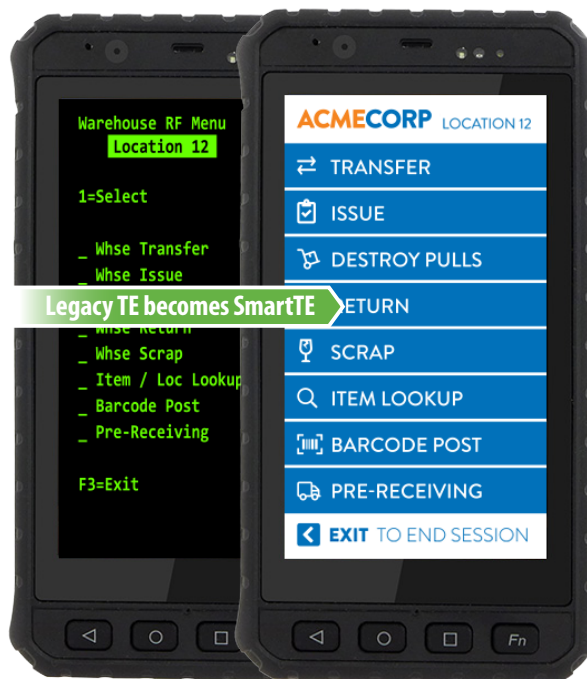 Warehouse RF Menu
Location 12
1=Select
_ Whse Transfer
_ Whse Issue
_ Whse Return
_ Whse Scrap
_ Item / Loc Lookup
_ Barcode Post
_ Pre-Receiving
F3=Exit
Legacy TE becomes SmartTE
ACMECORP LOCATION 12
TRANSFER
ISSUE
DESTROY PULLS
ETURN
SCRAP
ITEM LOOKUP
BARCODE POST
PRE-RECEIVING
EXIT TO END SESSION
Fn